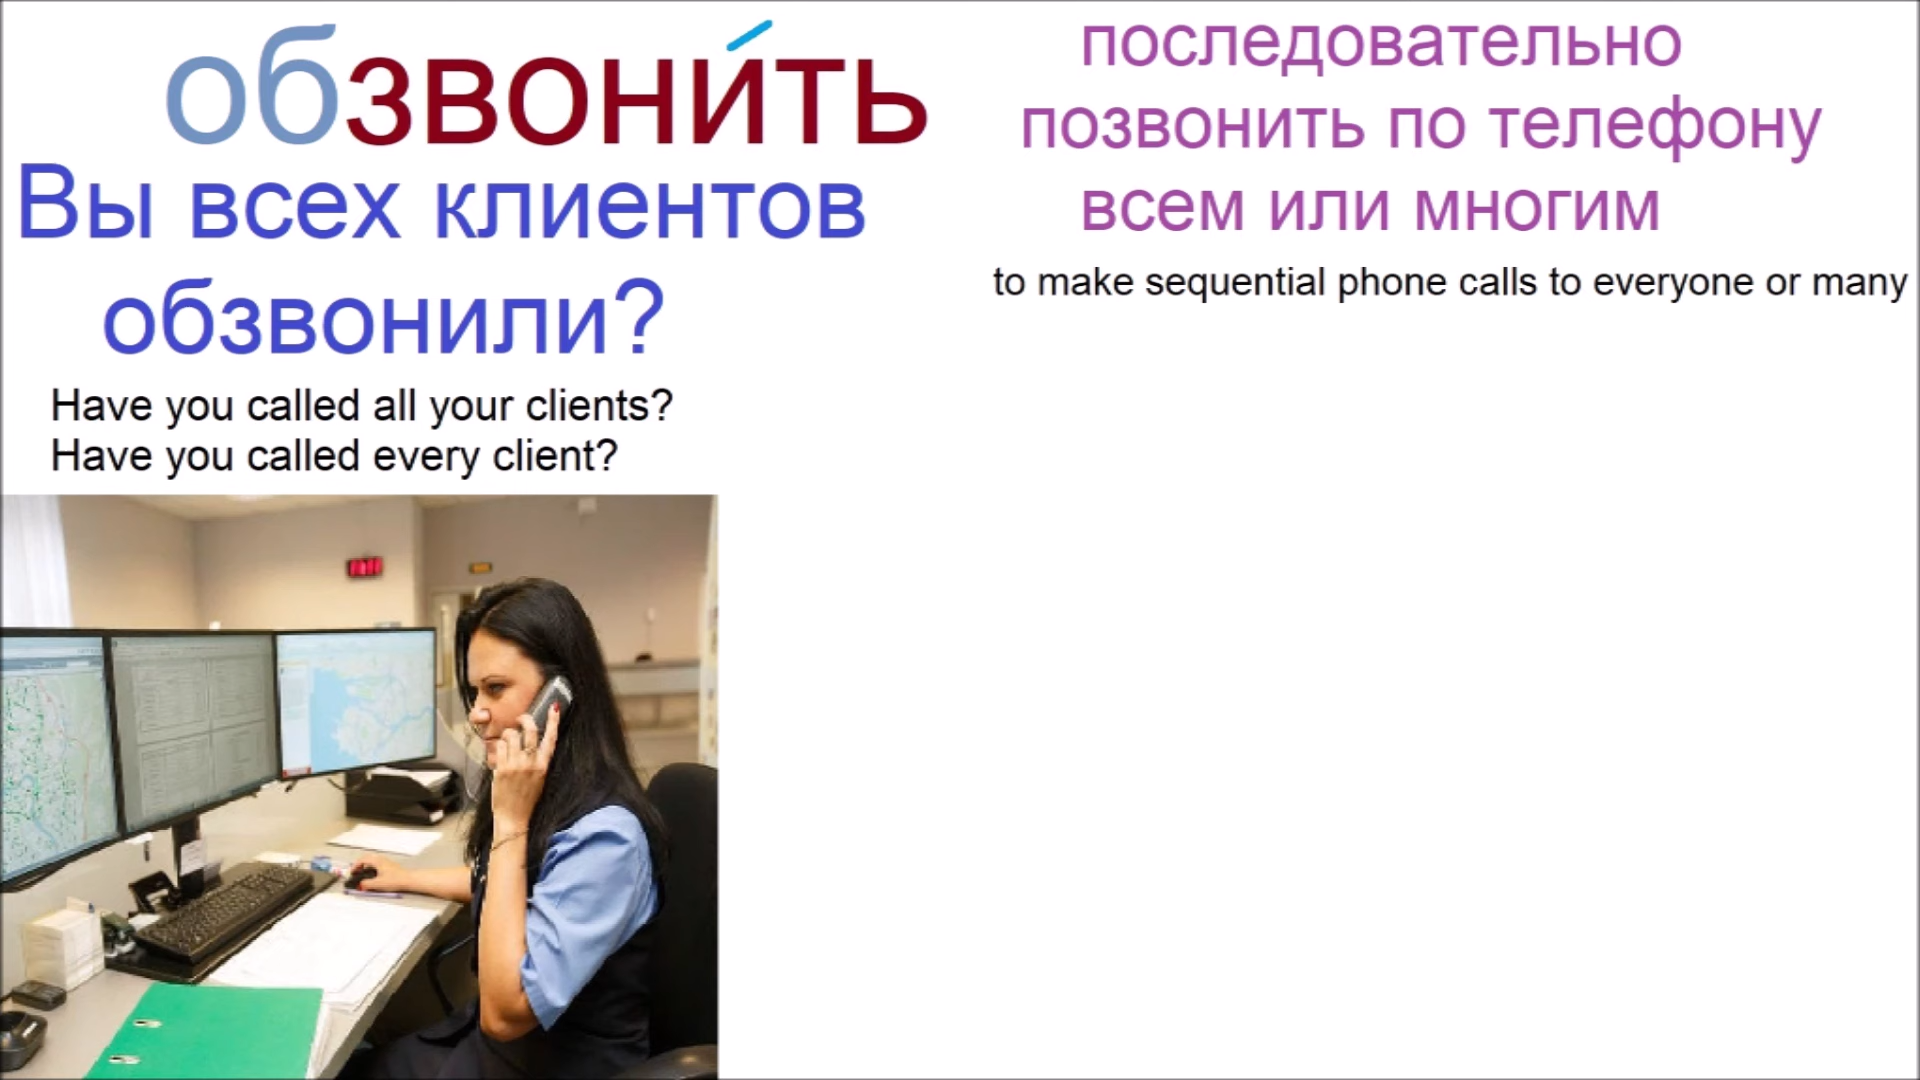 обзвони́ть
Вы всех клиентов
обзвонили?
Have you called all your clients?
Have you called every client?
последовательно
позвонить по телефону
всем или многим
to make sequential phone calls to everyone or many